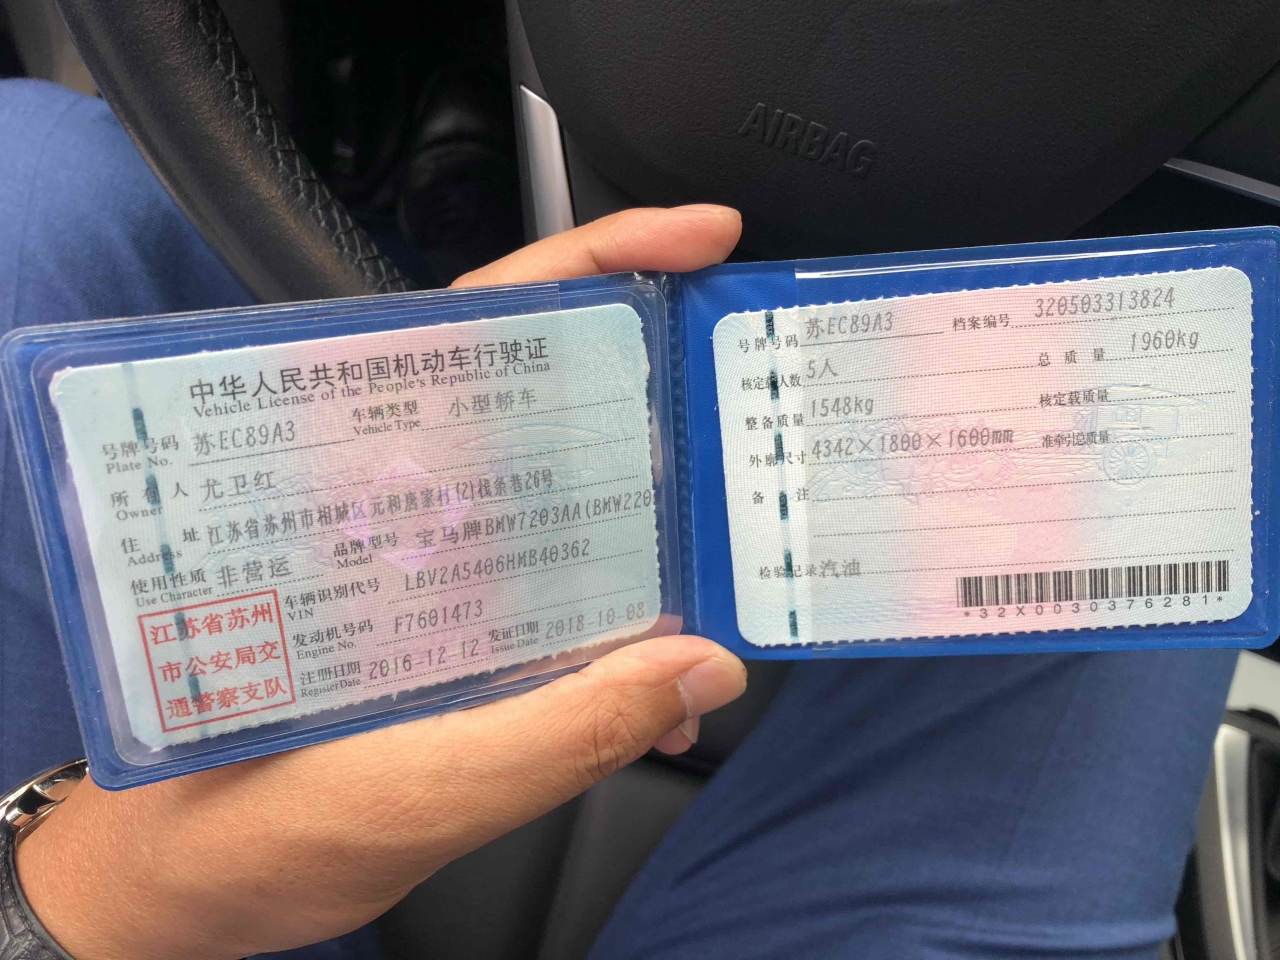 AIRBAG
中华人民共和国机动车行驶证
Vehicle License of the People's Republic of China
号牌号码 苏EC89A3 车辆类型 小型轿车
Plate No. Vehicle Type
所有人 尤卫红
Owner
住址 江苏省苏州市相城区元和唐家村(2)栈条巷26号
Address
使用性质 非营运 品牌型号 宝马牌BMW7203AA(BMW220
Use Character Model
车辆识别代号 LBV2A5406HMB40362
VIN
发动机号码 F7601473
Engine No.
注册日期 2016-12-12 发证日期 2018-10-08
Register Date Issue Date
江苏省苏州
市公安局交
通警察支队
号牌号码 苏EC89A3 档案编号 320503313824
核定载人数 5人 总质量 1960kg
整备质量 1548kg 核定载质量
外廓尺寸 4342×1800×1600mm 准牵引总质量
备注
检验记录 汽油
*32X0030376281*